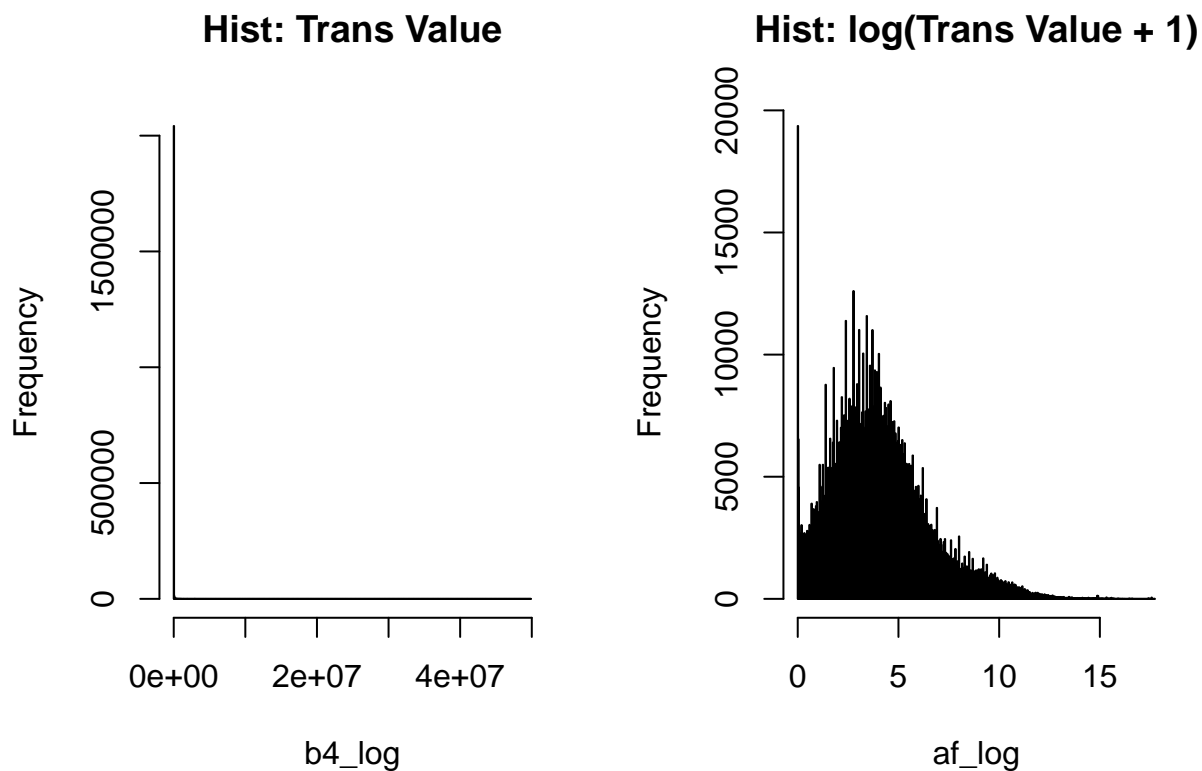 Hist: Trans Value
Frequency
0
500000
1500000
0e+00 2e+07 4e+07
b4_log
Hist: log(Trans Value + 1)
Frequency
0
5000
10000
15000
20000
0 5 10 15
af_log